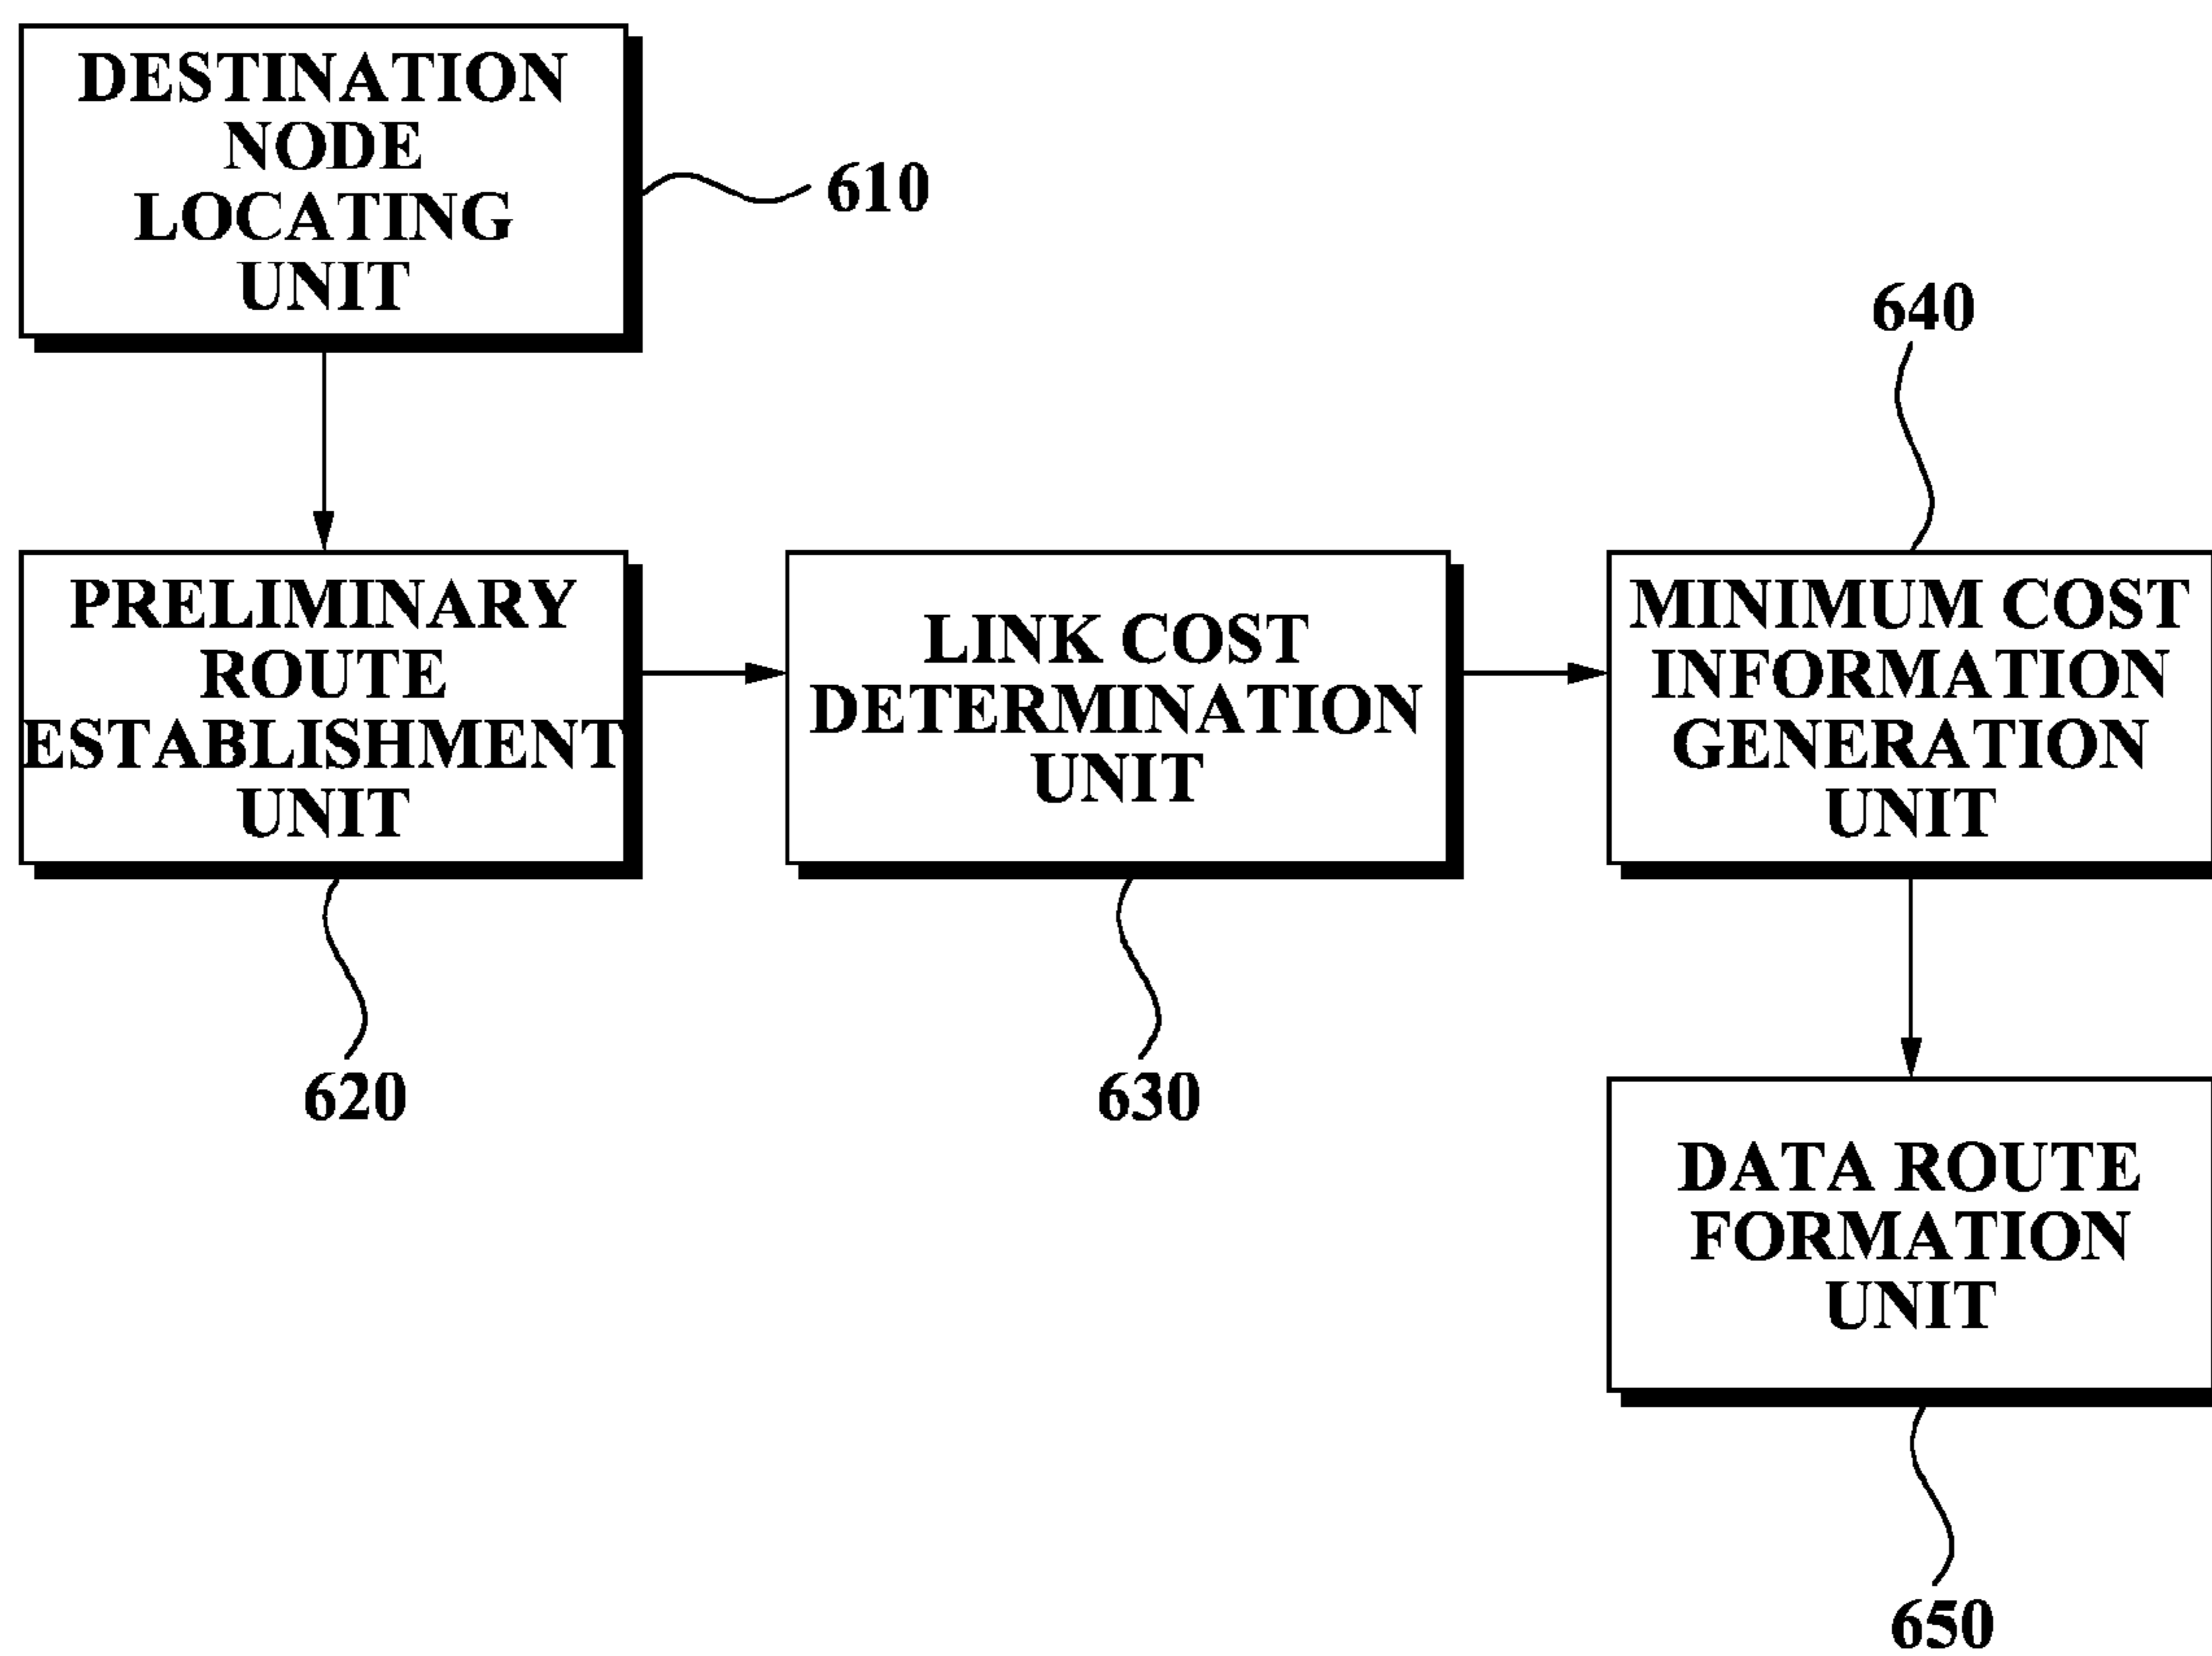 DESTINATION
NODE
LOCATING
UNIT
610
PRELIMINARY
ROUTE
ESTABLISHMENT
UNIT
620
LINK COST
DETERMINATION
UNIT
630
640
MINIMUM COST
INFORMATION
GENERATION
UNIT
DATA ROUTE
FORMATION
UNIT
650